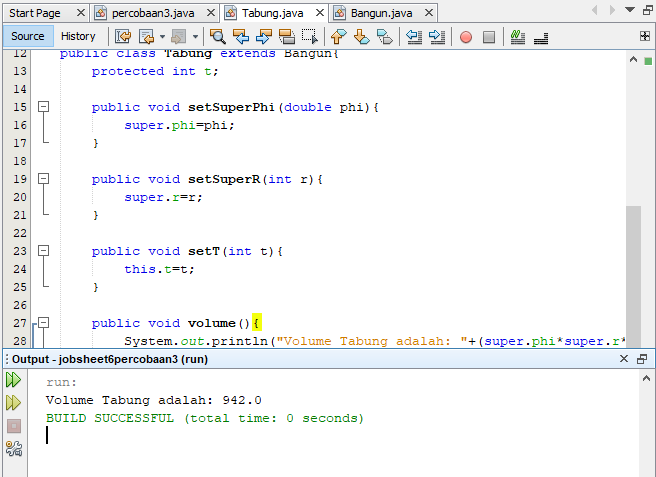 Start Page percobaan3.java Tabung.java Bangun.java
Source History
12 public class Tabung extends Bangun{
13 protected int t;
14
15 public void setSuperPhi(double phi){
16 super.phi=phi;
17 }
18
19 public void setSuperR(int r){
20 super.r=r;
21 }
22
23 public void setT(int t){
24 this.t=t;
25 }
26
27 public void volume(){
28 System.out.println("Volume Tabung adalah: "+(super.phi*super.r*
Output - jobsheet6percobaan3 (run)
run:
Volume Tabung adalah: 942.0
BUILD SUCCESSFUL (total time: 0 seconds)